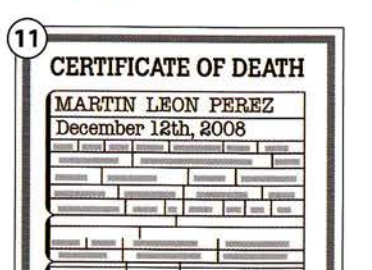 11
CERTIFICATE OF DEATH
MARTIN LEON PEREZ
December 12th, 2008